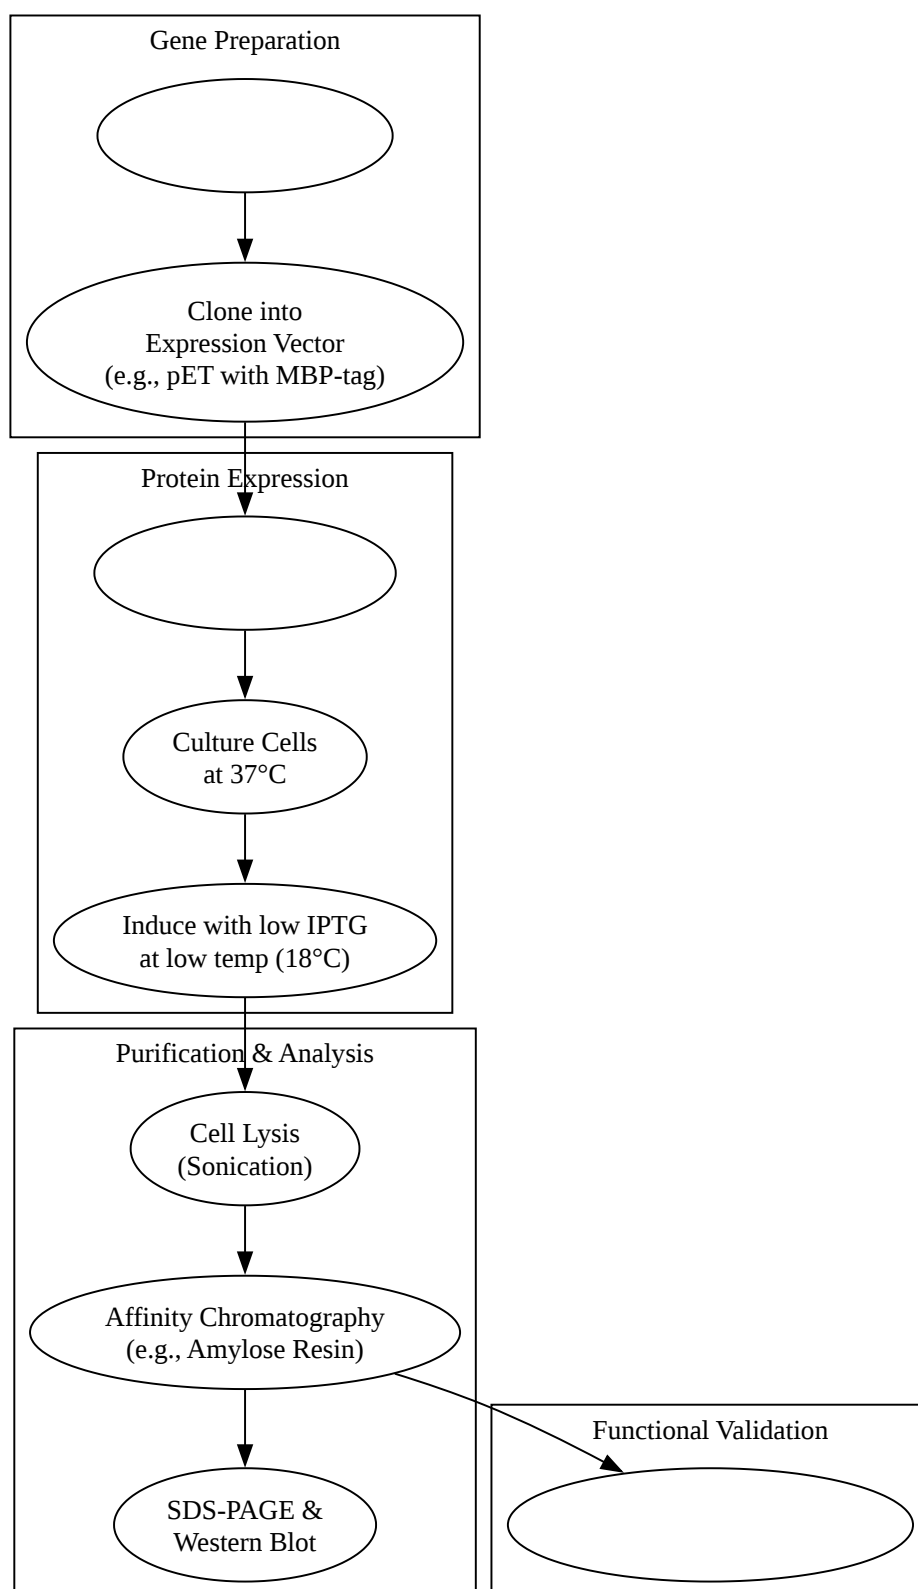 Gene Preparation
Clone into
Expression Vector
(e.g., pET with MBP-tag)
Protein Expression
Culture Cells
at 37°C
Induce with low IPTG
at low temp (18°C)
Purification & Analysis
Cell Lysis
(Sonication)
Affinity Chromatography
(e.g., Amylose Resin)
Functional Validation
SDS-PAGE &
Western Blot